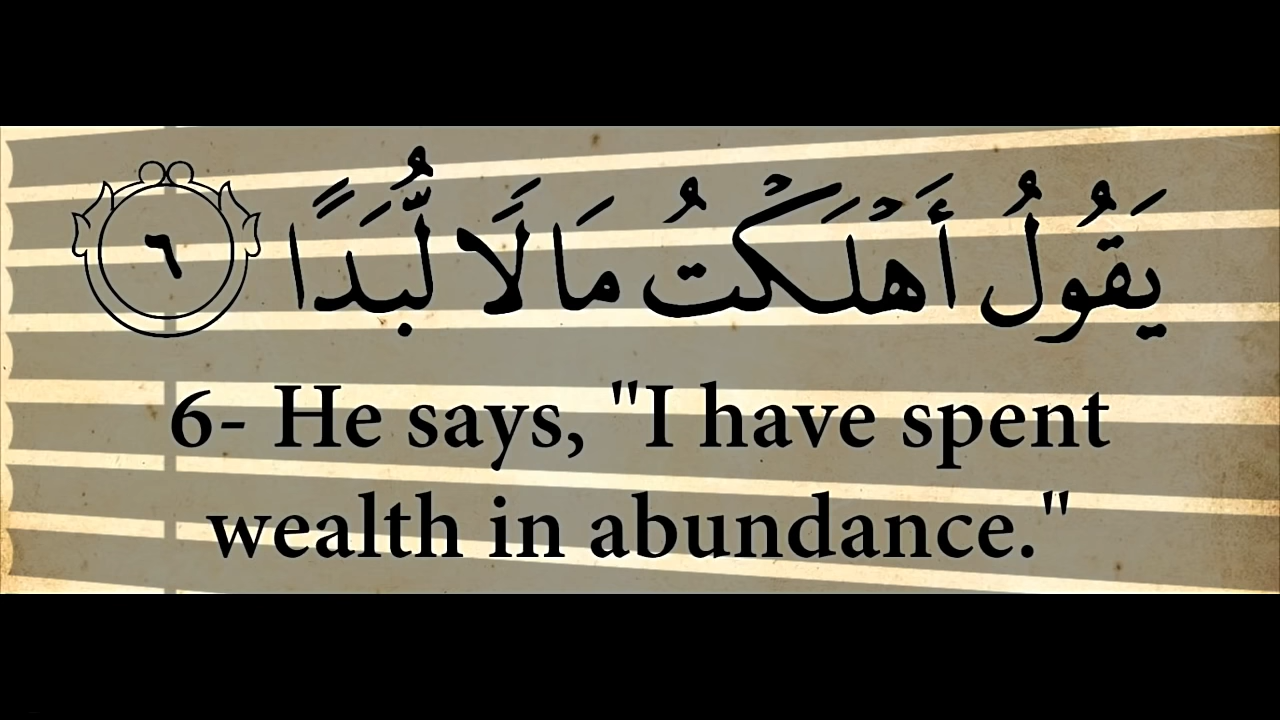 يَقُولُ أَهْلَكْتُ مَالَا لُّبَدًا ٦
6- He says, "I have spent
wealth in abundance."